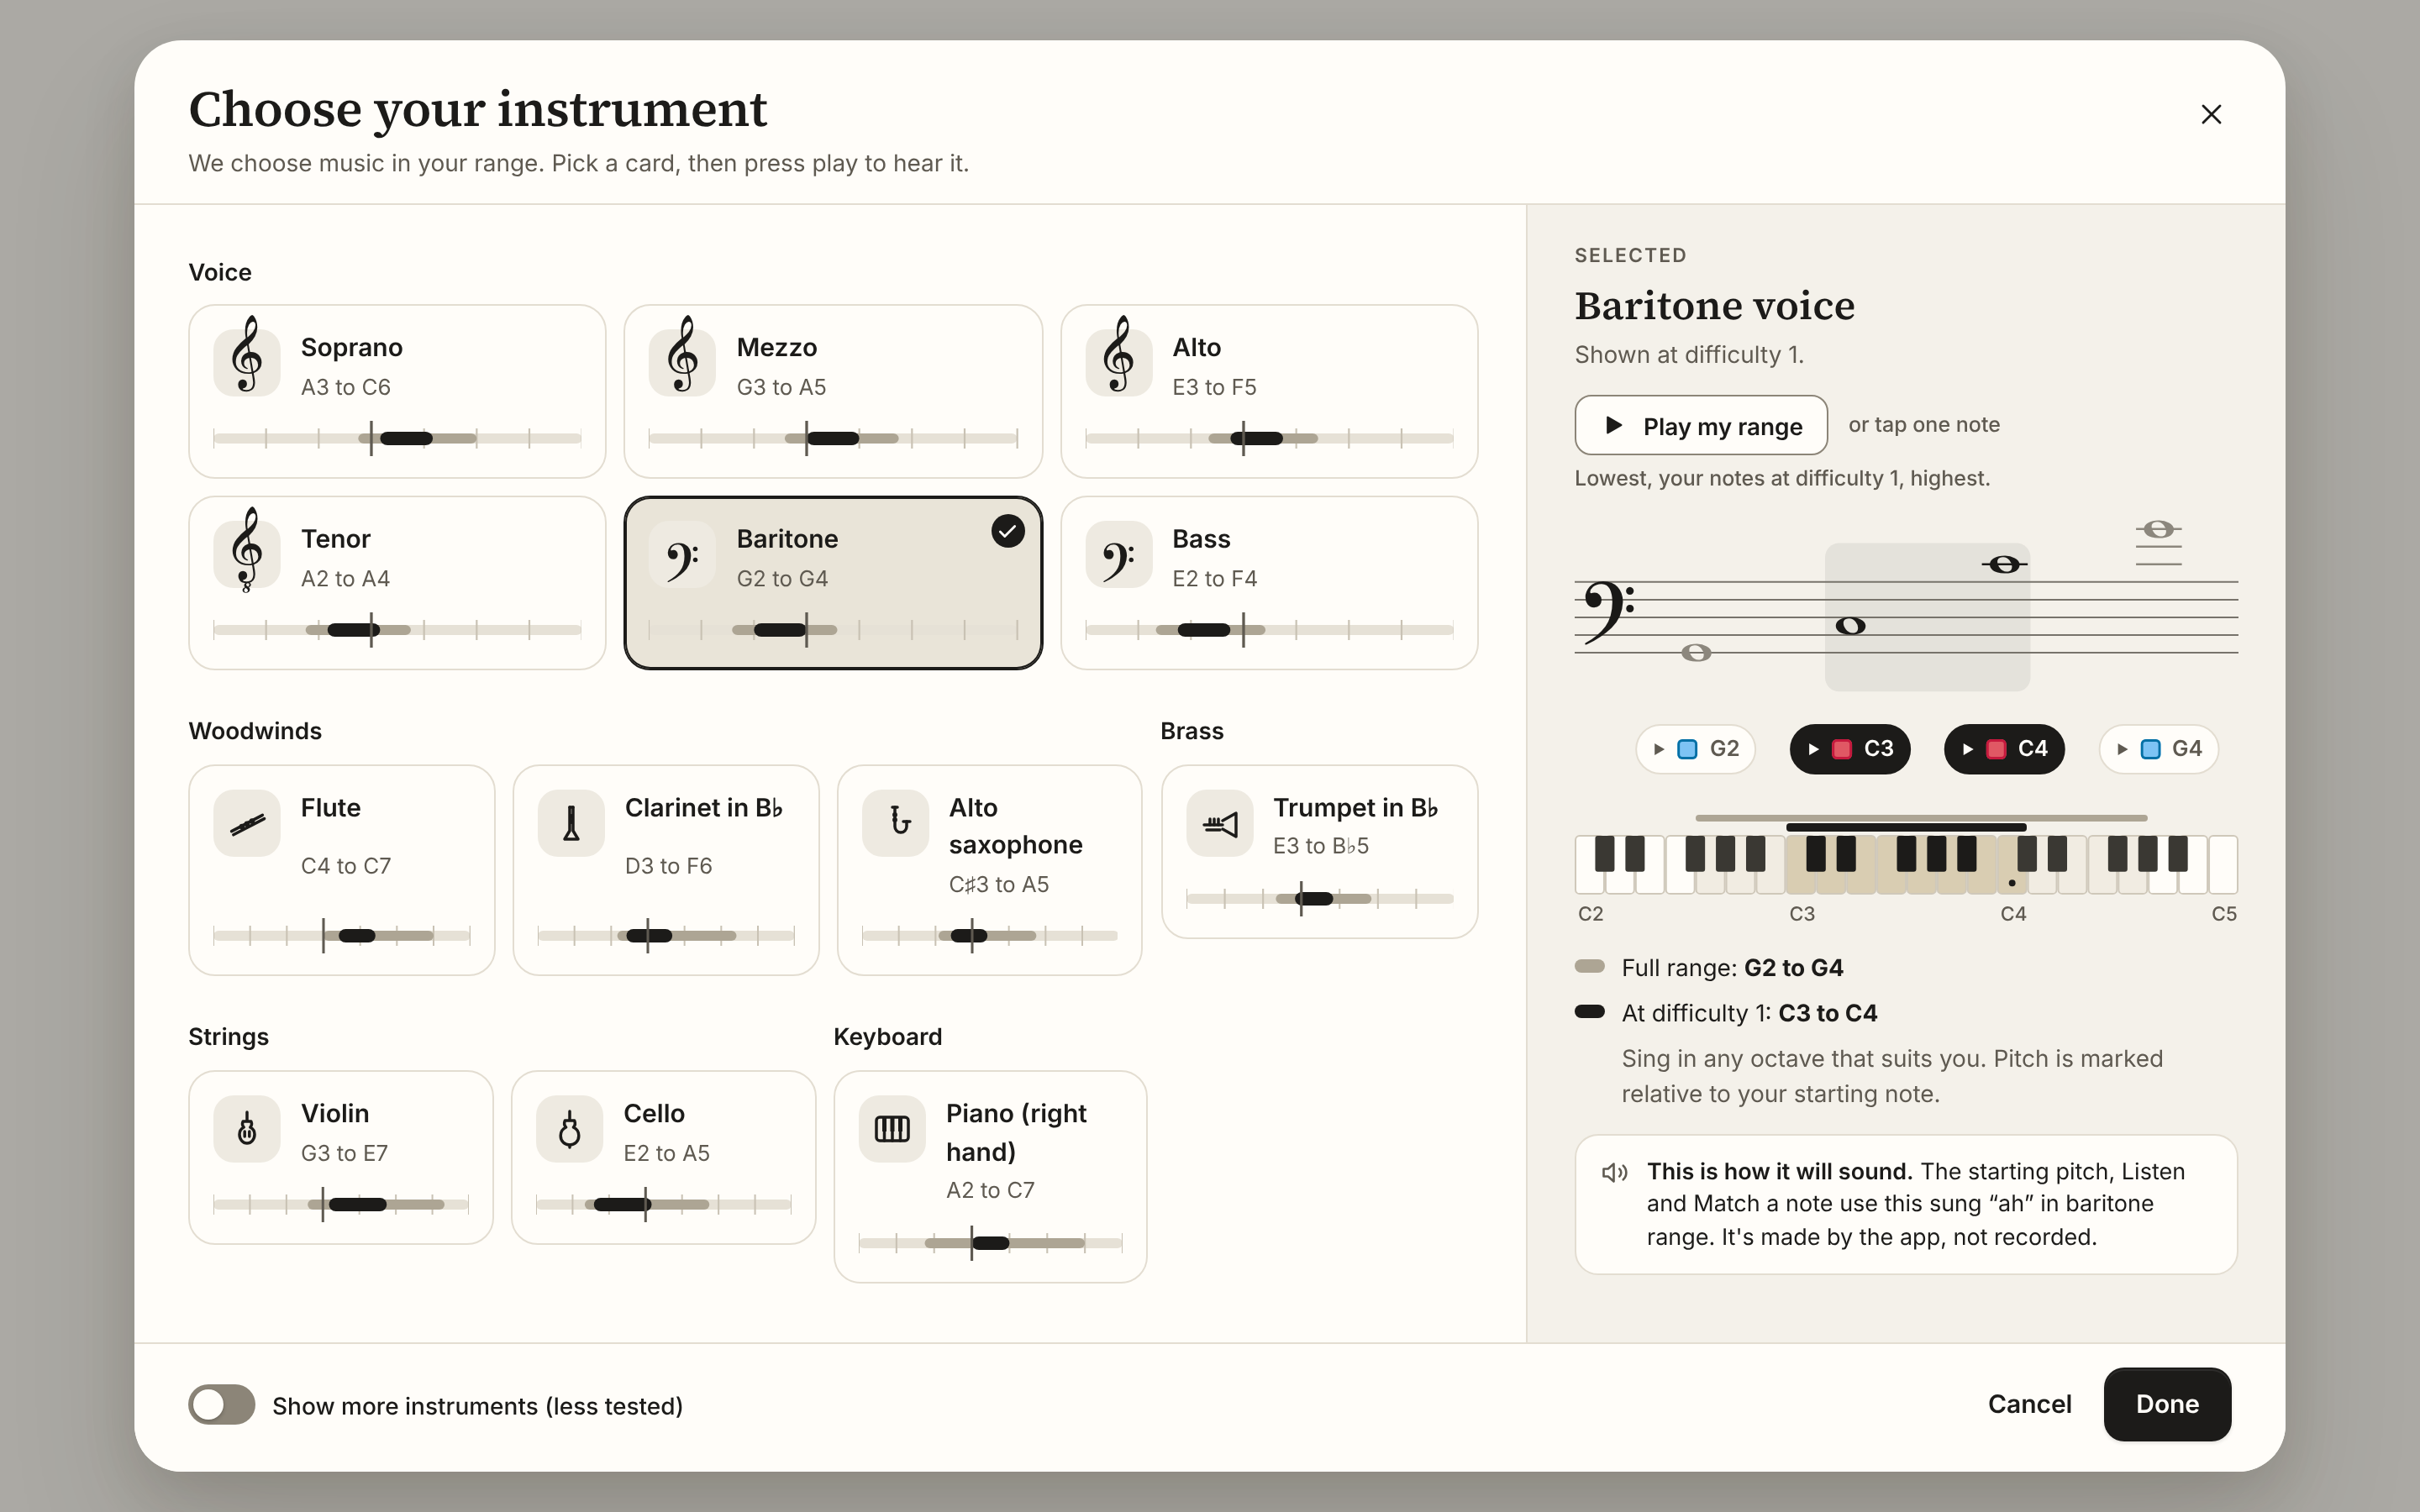 Choose your instrument
We choose music in your range. Pick a card, then press play to hear it.
Voice
Soprano
A3 to C6
Mezzo
G3 to A5
Alto
E3 to F5
Tenor
A2 to A4
8
Baritone
G2 to G4
Bass
E2 to F4
Woodwinds
Flute
C4 to C7
Clarinet in B♭
D3 to F6
Alto
saxophone
C♯3 to A5
Brass
Trumpet in B♭
E3 to B♭5
Strings
Violin
G3 to E7
Cello
E2 to A5
Keyboard
Piano (right
hand)
A2 to C7
SELECTED
Baritone voice
Shown at difficulty 1.
Play my range
or tap one note
Lowest, your notes at difficulty 1, highest.
G2 C3 C4 G4
C2 C3 C4 C5
Full range: G2 to G4
At difficulty 1: C3 to C4
Sing in any octave that suits you. Pitch is marked
relative to your starting note.
This is how it will sound. The starting pitch, Listen
and Match a note use this sung “ah” in baritone
range. It's made by the app, not recorded.
Show more instruments (less tested)
Cancel
Done